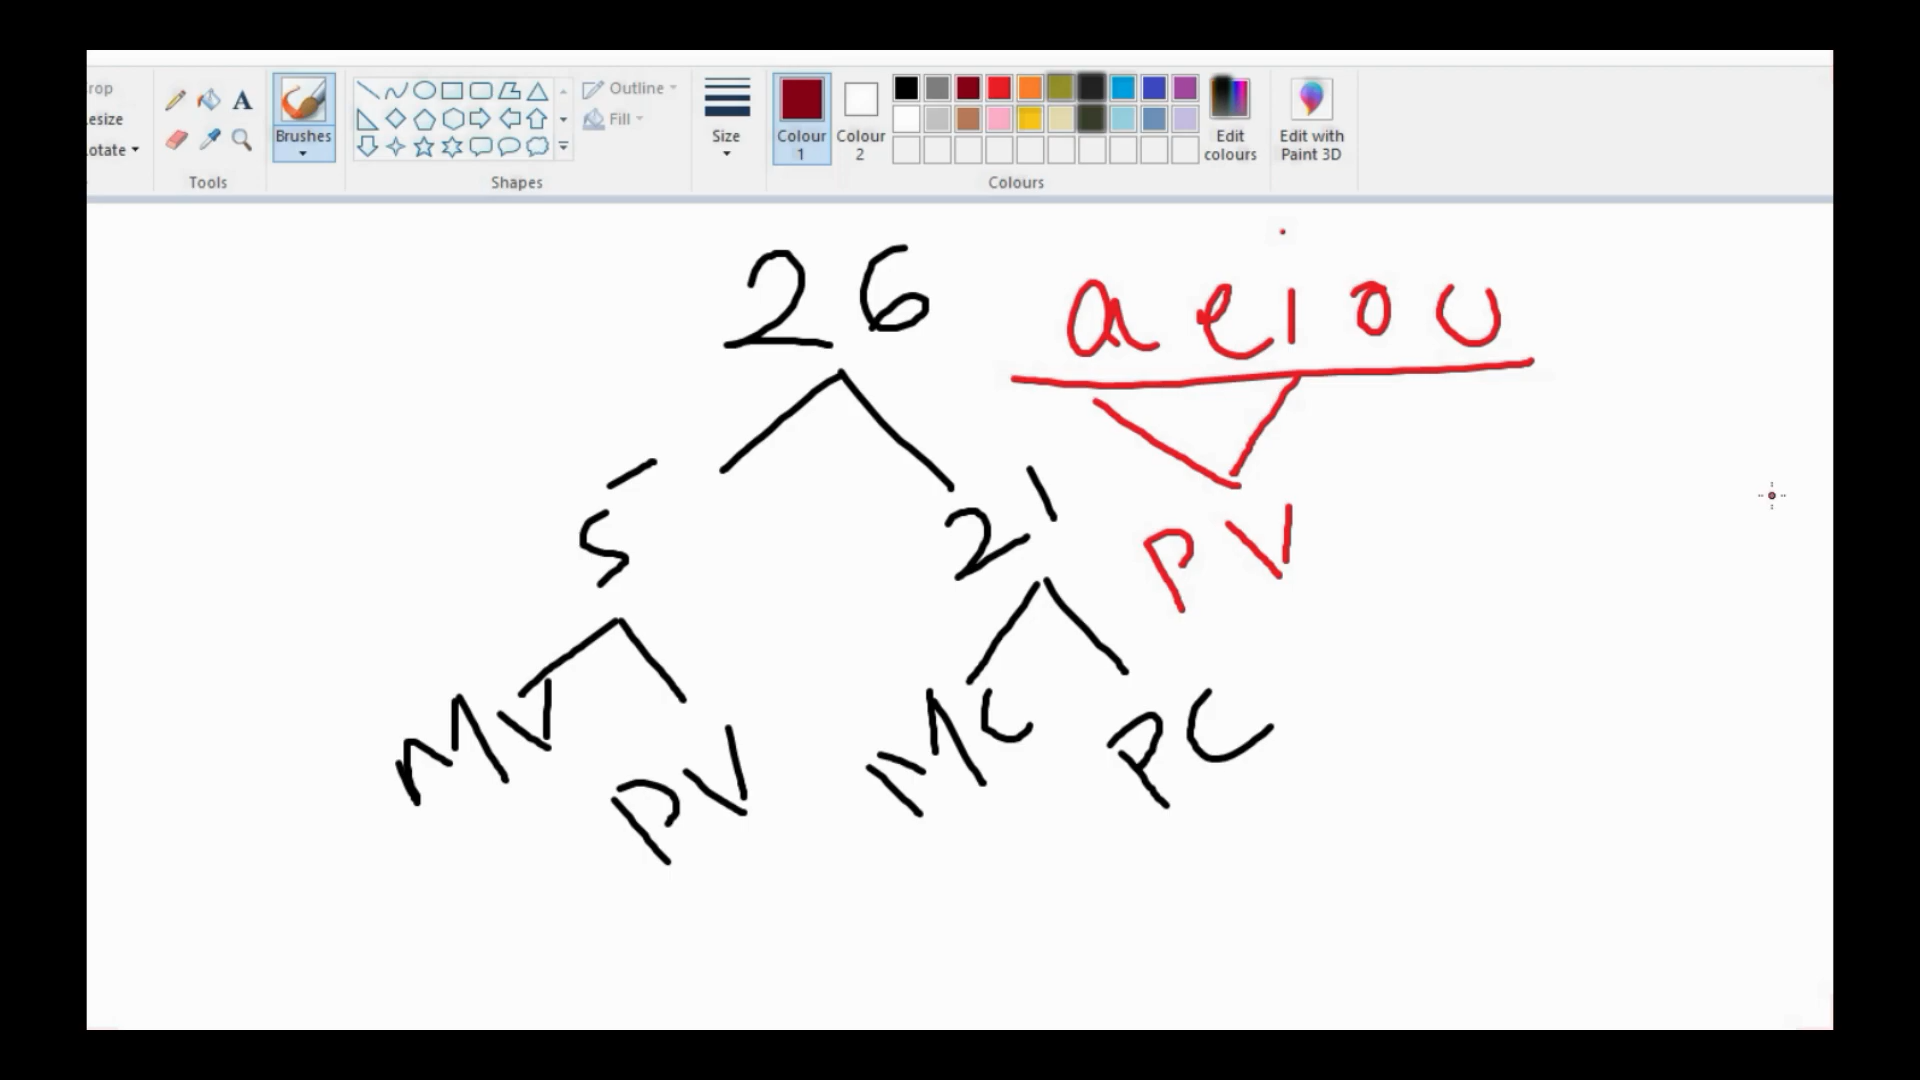 rop
esize
otate
A
Brushes
Outline
Fill
Size
Colour 1
Colour 2
Edit colours
Edit with Paint 3D
Tools
Shapes
Colours
26
aeiou
5
21
PV
MV
PV
MC
PC